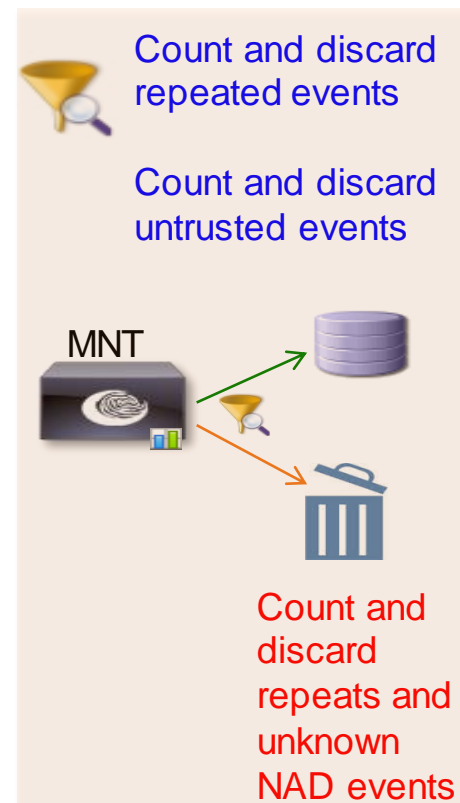 Count and discard
repeated events
Count and discard
untrusted events
MNT
Count and
discard
repeats and
unknown
NAD events